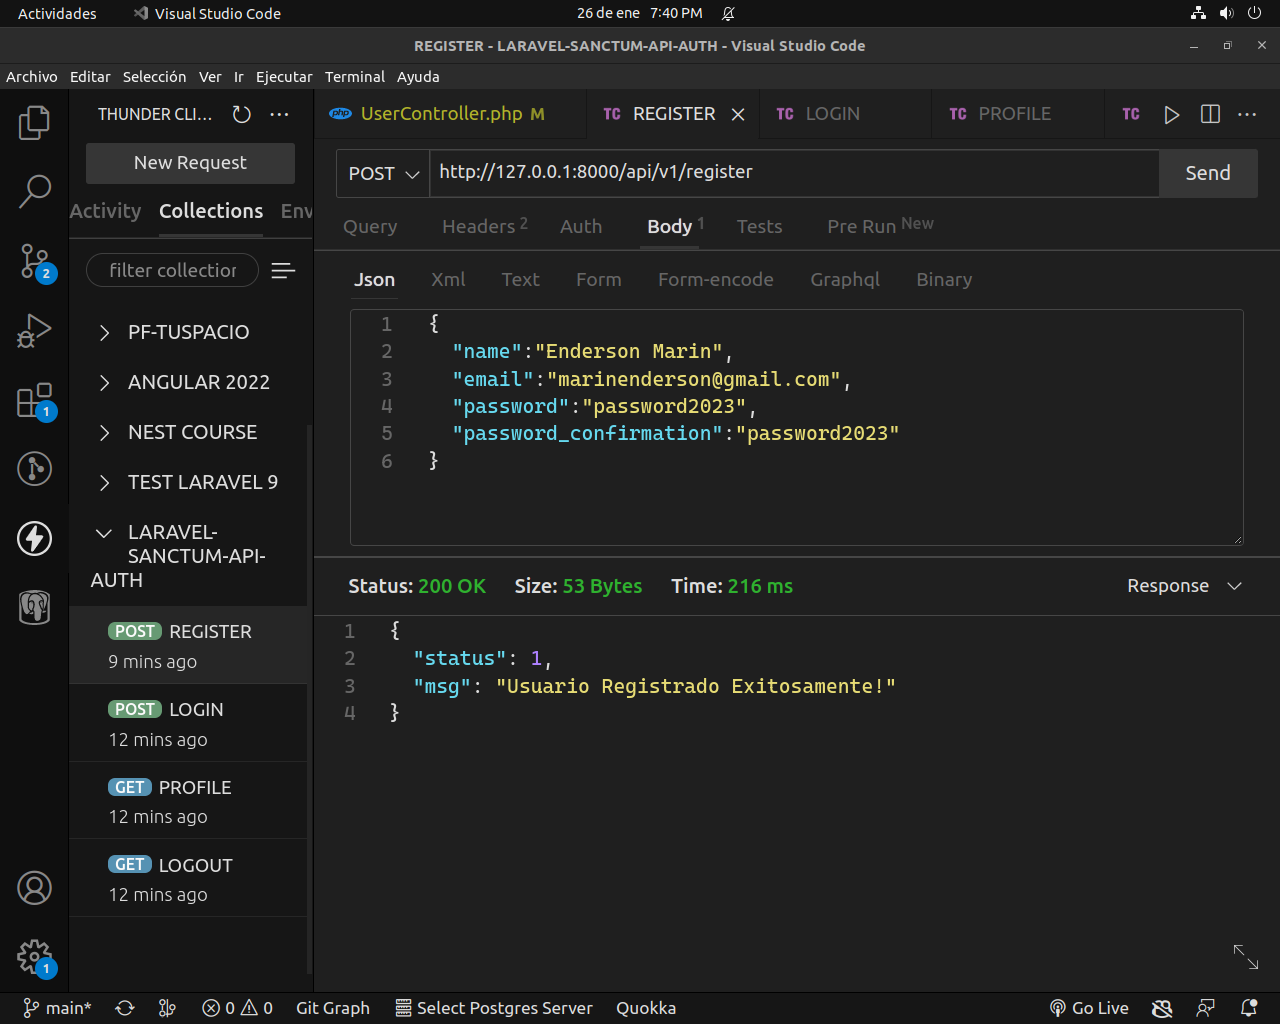 Actividades Visual Studio Code 26 de ene 7:40 PM
REGISTER - LARAVEL-SANCTUM-API-AUTH - Visual Studio Code
Archivo Editar Selección Ver Ir Ejecutar Terminal Ayuda
THUNDER CLI...
New Request
Activity Collections Env
filter collection
PF-TUSPACIO
ANGULAR 2022
NEST COURSE
TEST LARAVEL 9
LARAVEL-
SANCTUM-API-
AUTH
POST REGISTER
9 mins ago
POST LOGIN
12 mins ago
GET PROFILE
12 mins ago
GET LOGOUT
12 mins ago
2
1
1
php UserController.php M TC REGISTER TC LOGIN TC PROFILE TC
POST http://127.0.0.1:8000/api/v1/register Send
Query Headers 2 Auth Body 1 Tests Pre Run New
Json Xml Text Form Form-encode Graphql Binary
1 {
2 "name":"Enderson Marin",
3 "email":"marinenderson@gmail.com",
4 "password":"password2023",
5 "password_confirmation":"password2023"
6 }
Status: 200 OK Size: 53 Bytes Time: 216 ms Response
1 {
2 "status": 1,
3 "msg": "Usuario Registrado Exitosamente!"
4 }
main* 0 0 Git Graph Select Postgres Server Quokka Go Live